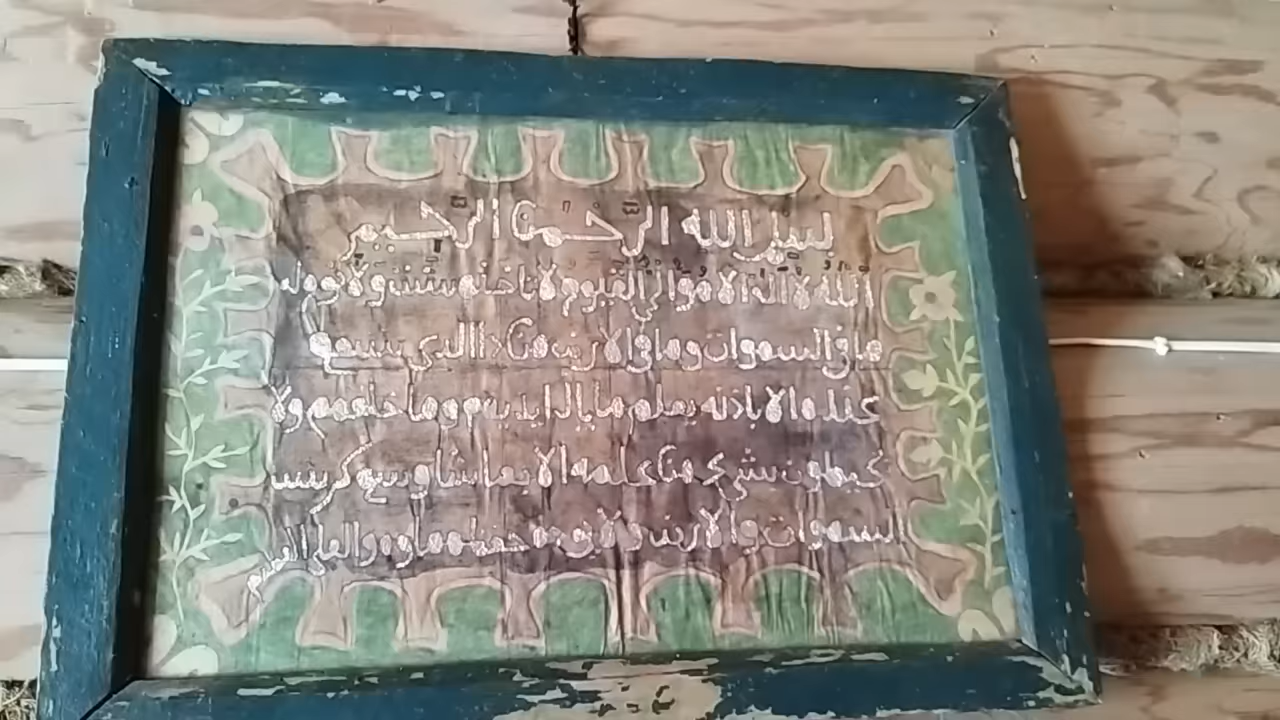 بسم الله الرحمن الرحيم
الله لا اله الا هو الحي القيوم لا تاخذه سنة ولا نوم له
ما في السموات وما في الارض من ذا الذي يشفع
عنده الا باذنه يعلم ما بين ايديهم وما خلفهم ولا
يحيطون بشيء من علمه الا بما شا وسع كرسيه
السموات والارض ولا يؤده حفظهما وهو العلي العظيم